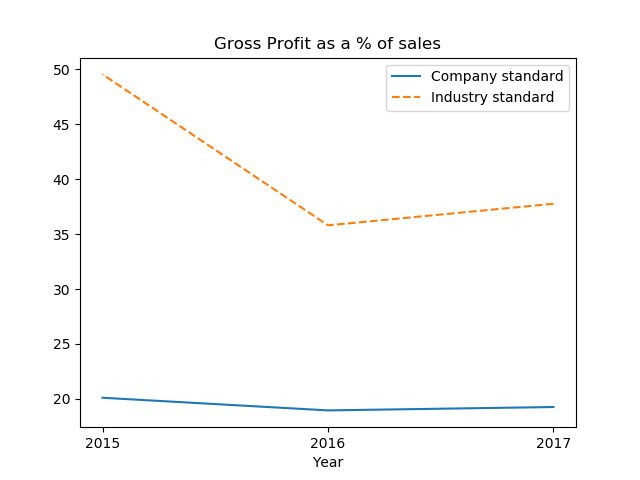 Gross Profit as a % of sales
Company standard
Industry standard
50
45
40
35
30
25
20
2015
2016
2017
Year